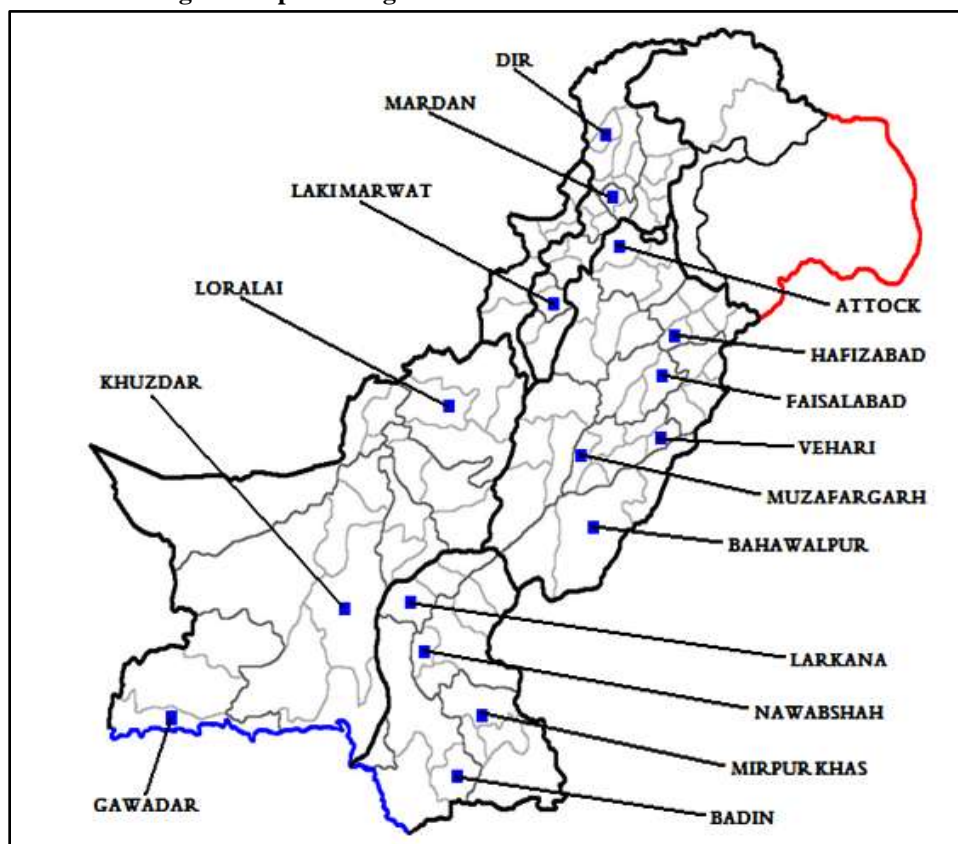 DIR
MARDAN
LAKIMARWAT
LORALAI
KHUZDAR
ATTOCK
HAFIZABAD
FAISALABAD
VEHARI
MUZAFARGARH
BAHAWALPUR
LARKANA
NAWABSHAH
MIRPUR KHAS
GAWADAR
BADIN